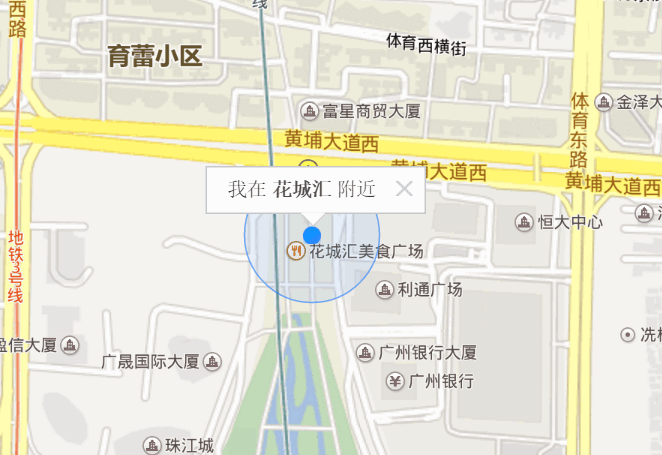 西路
线
体育西横街
育蕾小区
富星商贸大厦
体育东路
金泽大
黄埔大道西
黄埔大道西
黄埔大道西
我在 花城汇 附近
恒大中心
花城汇美食广场
地铁3号线
利通广场
盈信大厦
广晟国际大厦
广州银行大厦
冼村
广州银行
珠江城